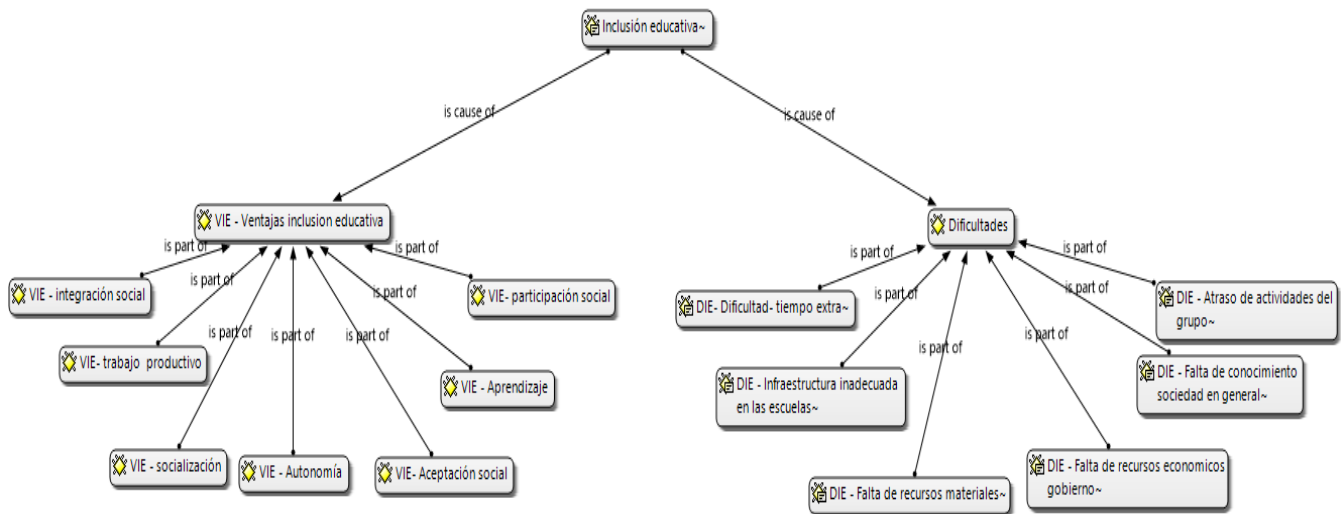 Inclusión educativa~
is cause of
is cause of
VIE - Ventajas inclusion educativa
Dificultades
is part of
is part of
is part of
is part of
is part of
is part of
is part of
VIE - integración social
VIE- trabajo  productivo
VIE - socialización
VIE - Autonomía
VIE- Aceptación social
VIE - Aprendizaje
VIE- participación social
is part of
is part of
is part of
is part of
is part of
is part of
DIE- Dificultad- tiempo extra~
DIE - Infraestructura inadecuada
en las escuelas~
DIE - Falta de recursos materiales~
DIE - Falta de recursos economicos
gobierno~
DIE - Falta de conocimiento
sociedad en general~
DIE - Atraso de actividades del
grupo~